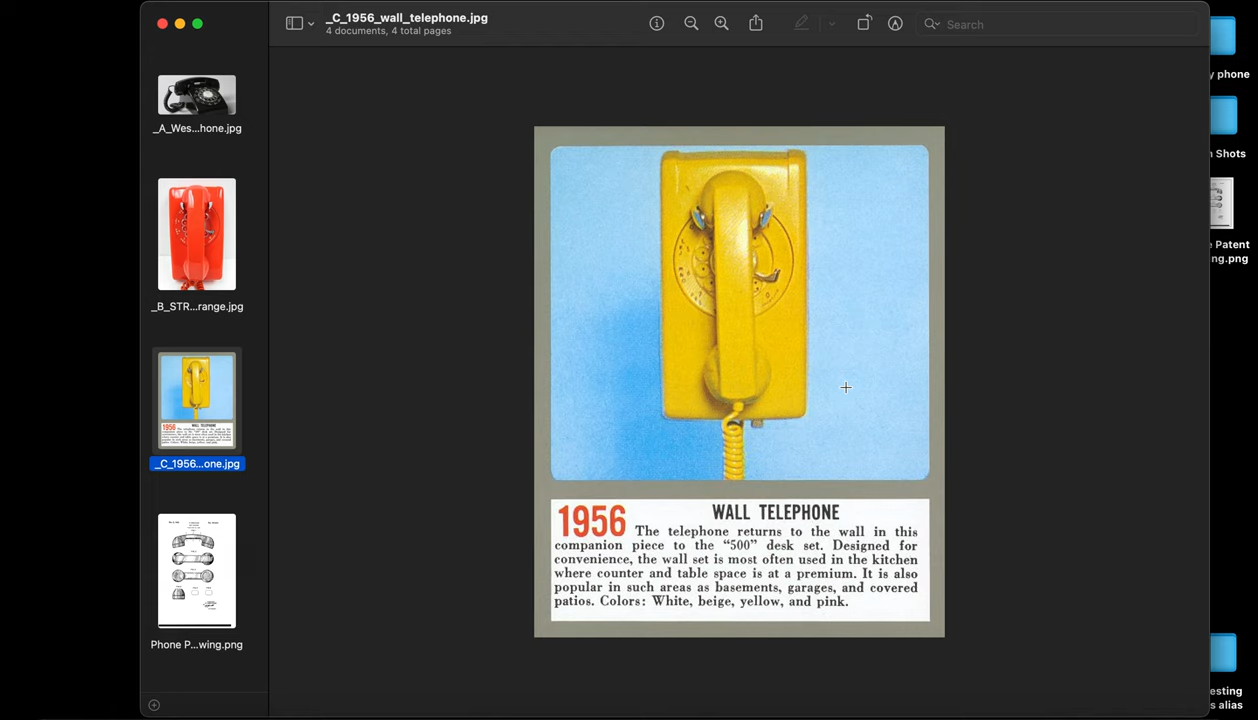 _C_1956_wall_telephone.jpg
4 documents, 4 total pages
Search
_A_Wes...hone.jpg
_B_STR...range.jpg
1956 WALL TELEPHONE
_C_1956...one.jpg
Phone P...wing.png
1956 WALL TELEPHONE
The telephone returns to the wall in this
companion piece to the “500” desk set. Designed for
convenience, the wall set is most often used in the kitchen
where counter and table space is at a premium. It is also
popular in such areas as basements, garages, and covered
patios. Colors: White, beige, yellow, and pink.
y phone
n Shots
e Patent
ng.png
esting
s alias